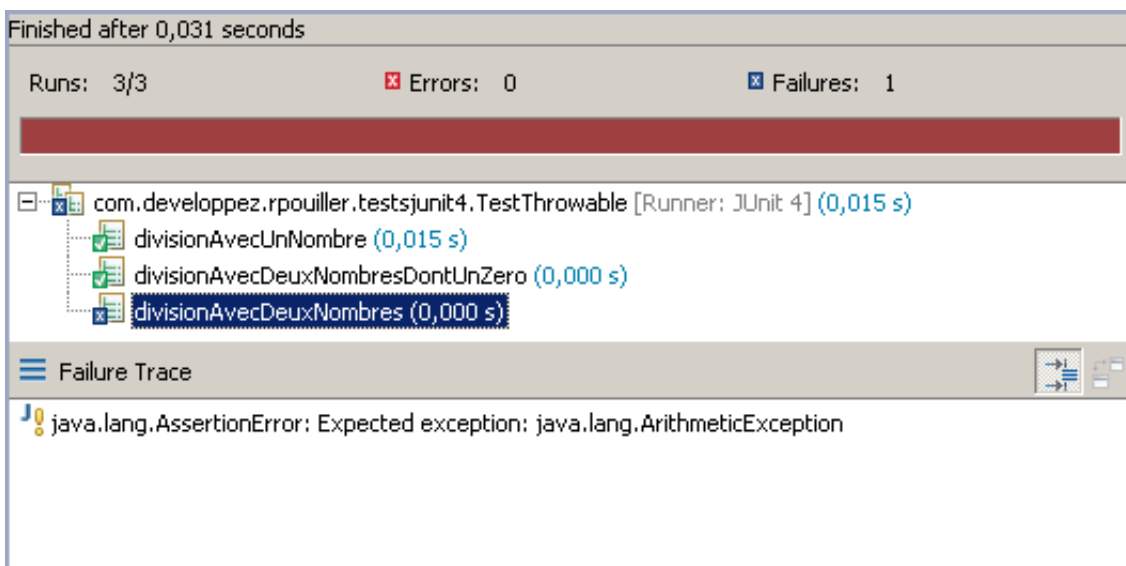 Finished after 0,031 seconds
Runs: 3/3 Errors: 0 Failures: 1
com.developpez.rpouiller.testsjunit4.TestThrowable [Runner: JUnit 4] (0,015 s)
divisionAvecUnNombre (0,015 s)
divisionAvecDeuxNombresDontUnZero (0,000 s)
divisionAvecDeuxNombres (0,000 s)
Failure Trace
java.lang.AssertionError: Expected exception: java.lang.ArithmeticException